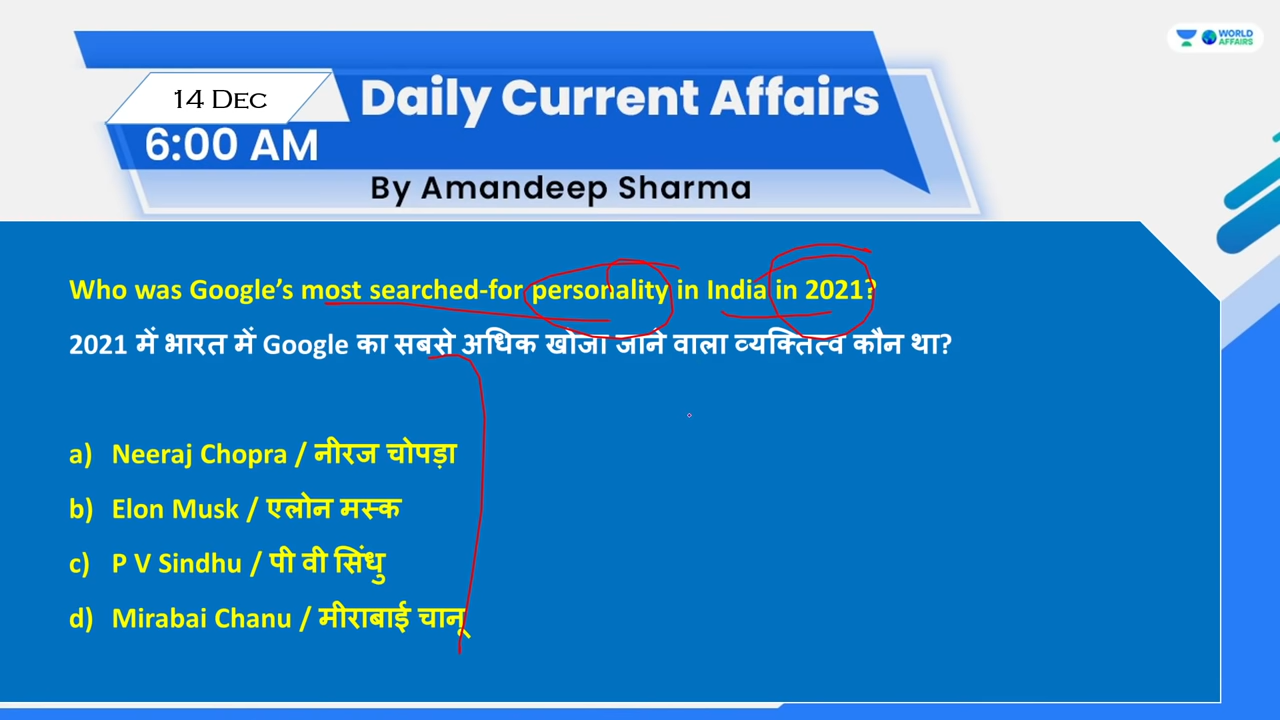 WORLD
AFFAIRS
14 Dec
Daily Current Affairs
6:00 AM
By Amandeep Sharma
Who was Google’s most searched-for personality in India in 2021?
2021 में भारत में Google का सबसे अधिक खोजा जाने वाला व्यक्तित्व कौन था?
a) Neeraj Chopra / नीरज चोपड़ा
b) Elon Musk / एलोन मस्क
c) P V Sindhu / पी वी सिंधु
d) Mirabai Chanu / मीराबाई चानू